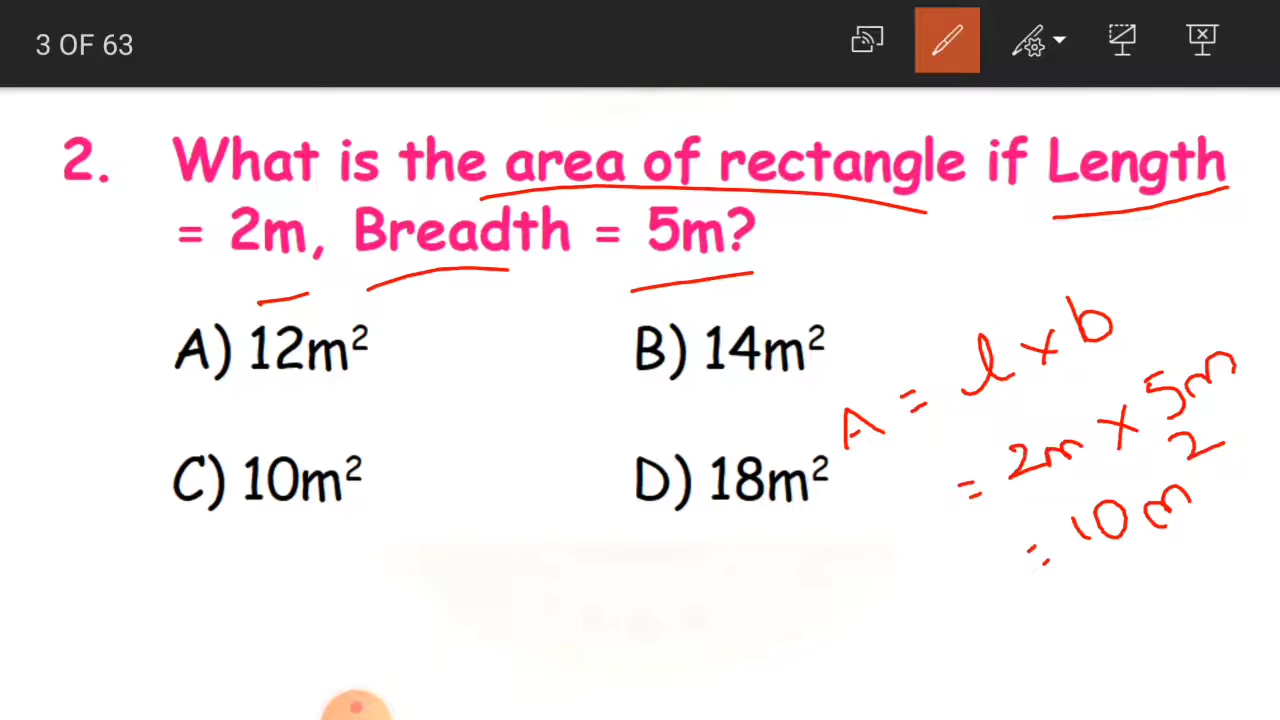 3 OF 63
2. What is the area of rectangle if Length
= 2m, Breadth = 5m?
A) 12m² B) 14m²
C) 10m² D) 18m²
A = l × b
= 2m × 5m
= 10m²